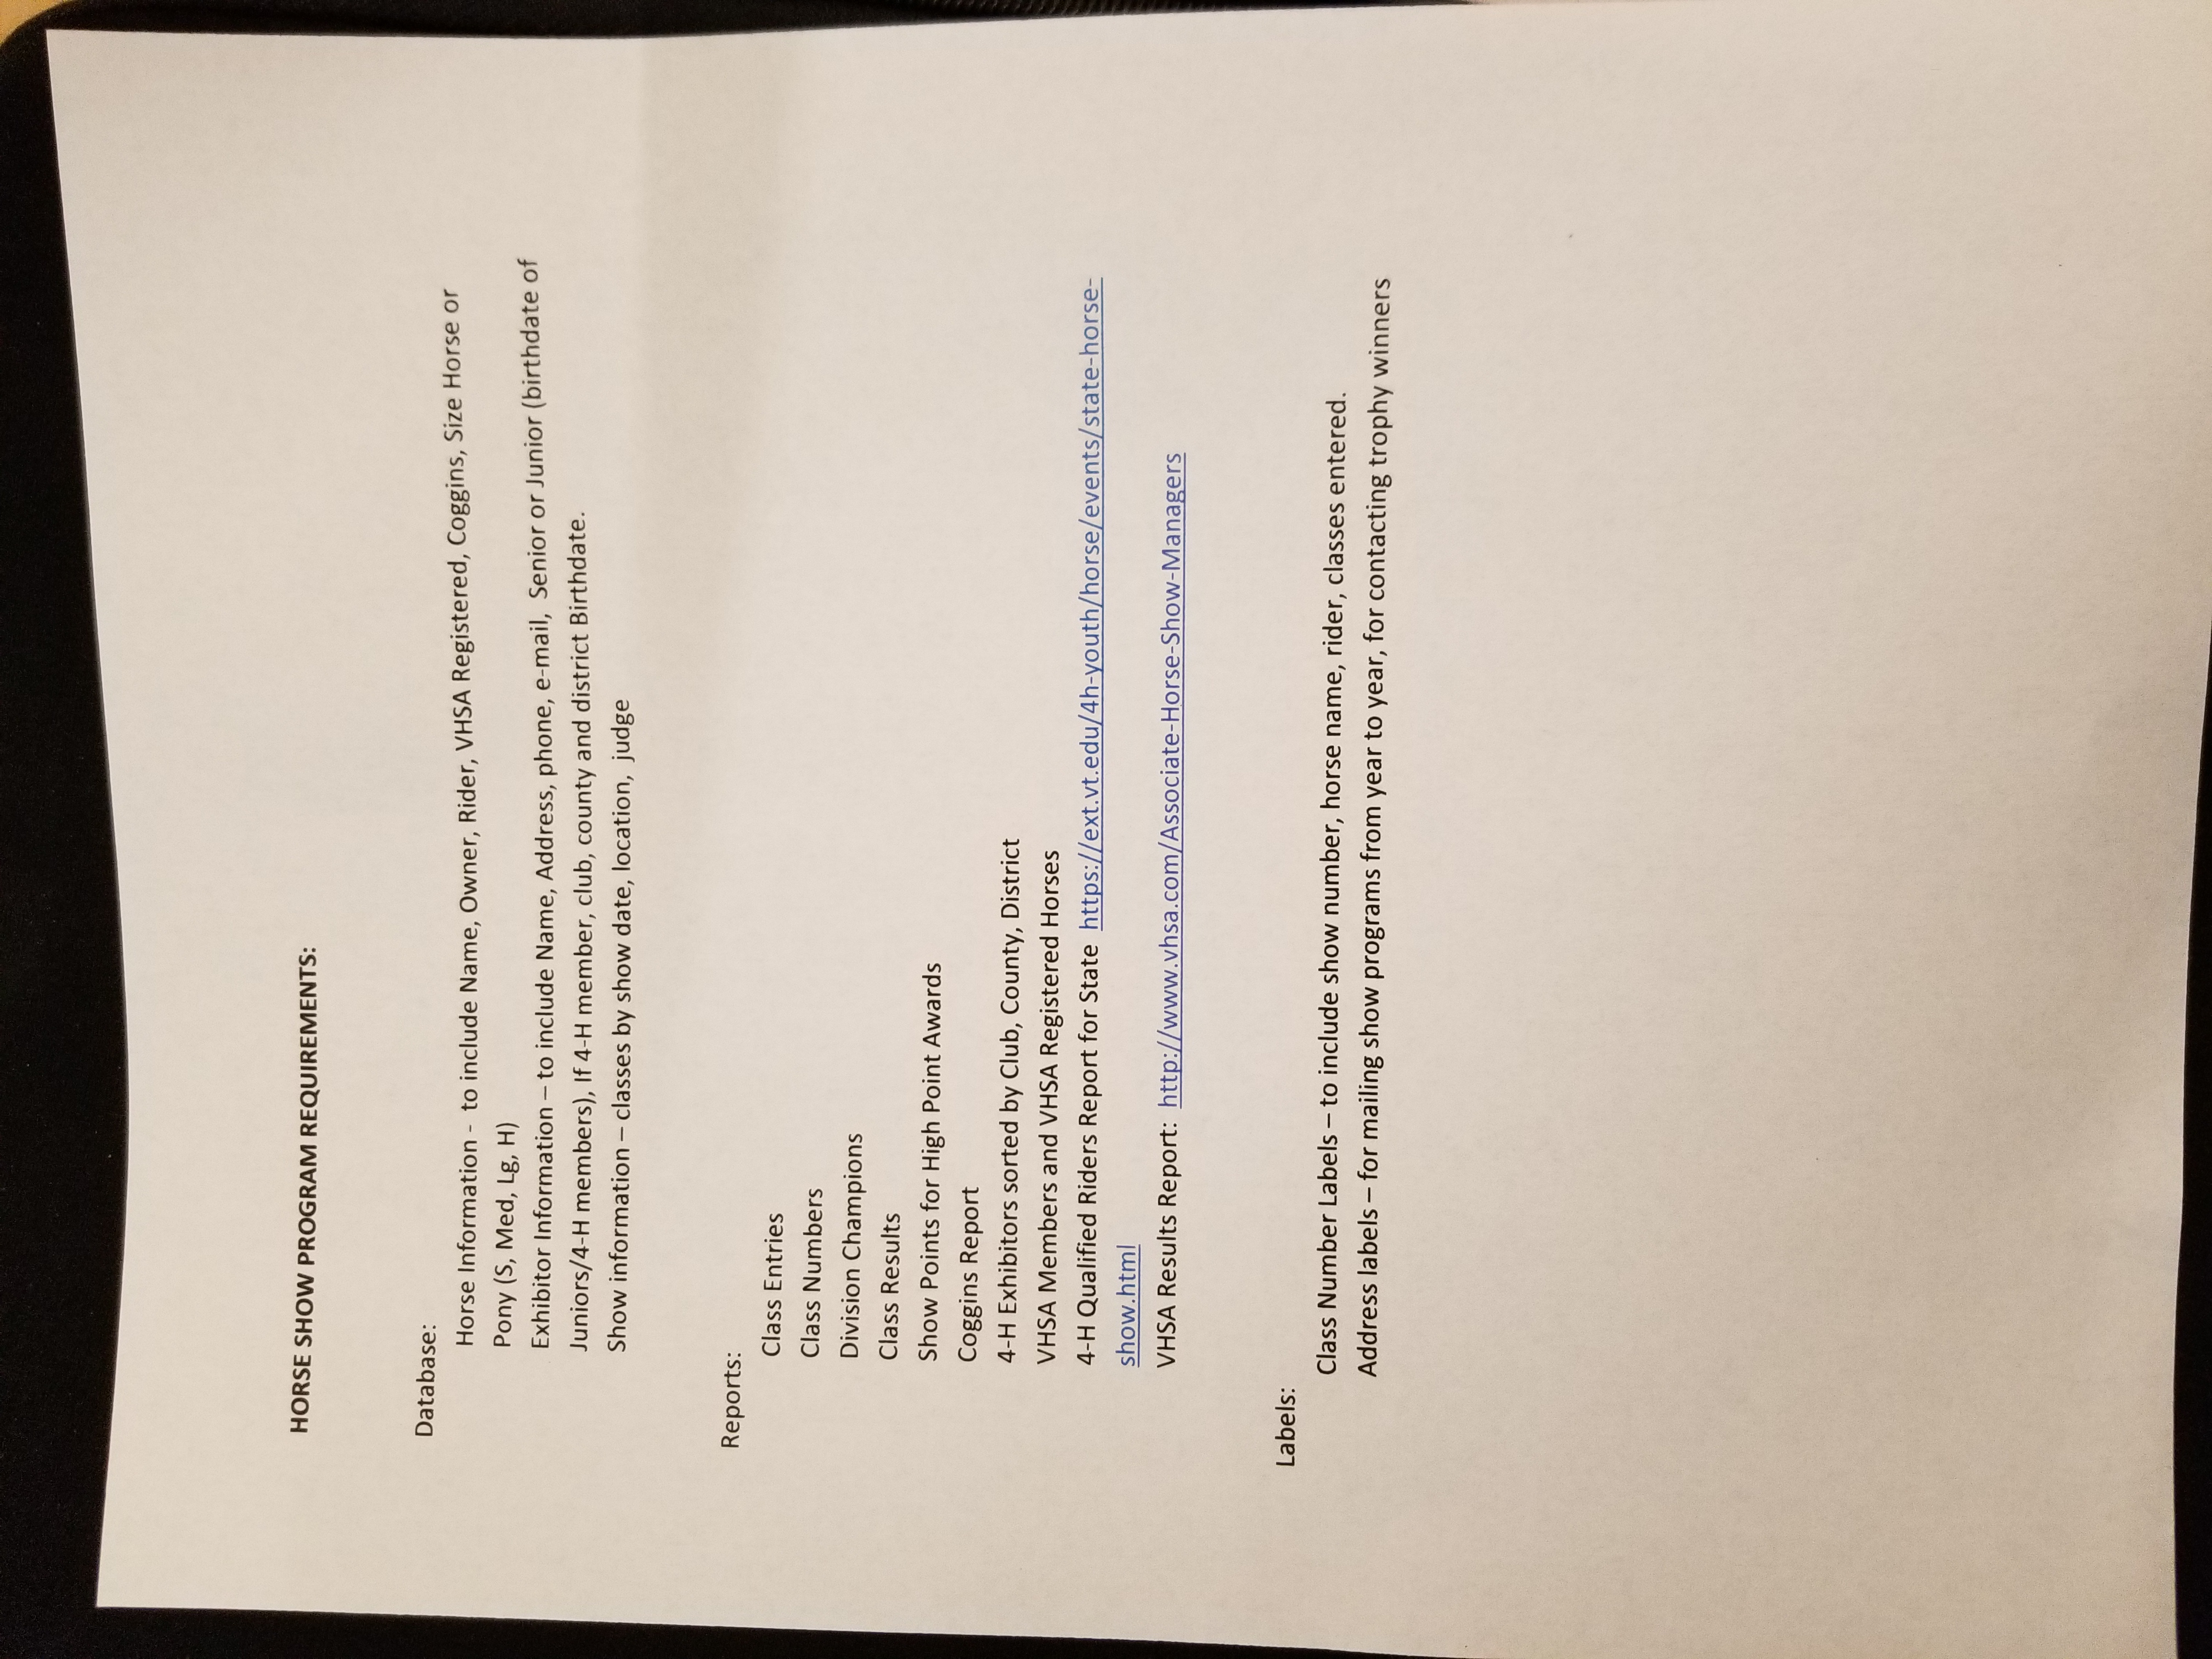 HORSE SHOW PROGRAM REQUIREMENTS:
Database:
Horse Information -  to include Name, Owner, Rider, VHSA Registered, Coggins, Size Horse or
Pony (S, Med, Lg, H)
Exhibitor Information – to include Name, Address, phone, e-mail,  Senior or Junior (birthdate of
Juniors/4-H members), If 4-H member, club, county and district Birthdate.
Show information – classes by show date, location,  judge
Reports:
Class Entries
Class Numbers
Division Champions
Class Results
Show Points for High Point Awards
Coggins Report
4-H Exhibitors sorted by Club, County, District
VHSA Members and VHSA Registered Horses
4-H Qualified Riders Report for State  https://ext.vt.edu/4h-youth/horse/events/state-horse-
show.html
VHSA Results Report:  http://www.vhsa.com/Associate-Horse-Show-Managers
Labels:
Class Number Labels – to include show number, horse name, rider, classes entered.
Address labels – for mailing show programs from year to year, for contacting trophy winners